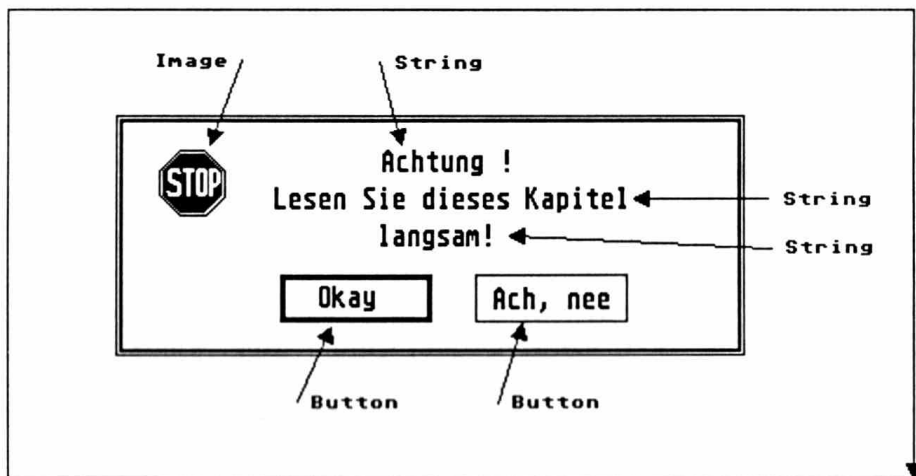 Image String
Achtung !
STOP
Lesen Sie dieses Kapitel String
langsam! String
Okay Ach, nee
Button Button